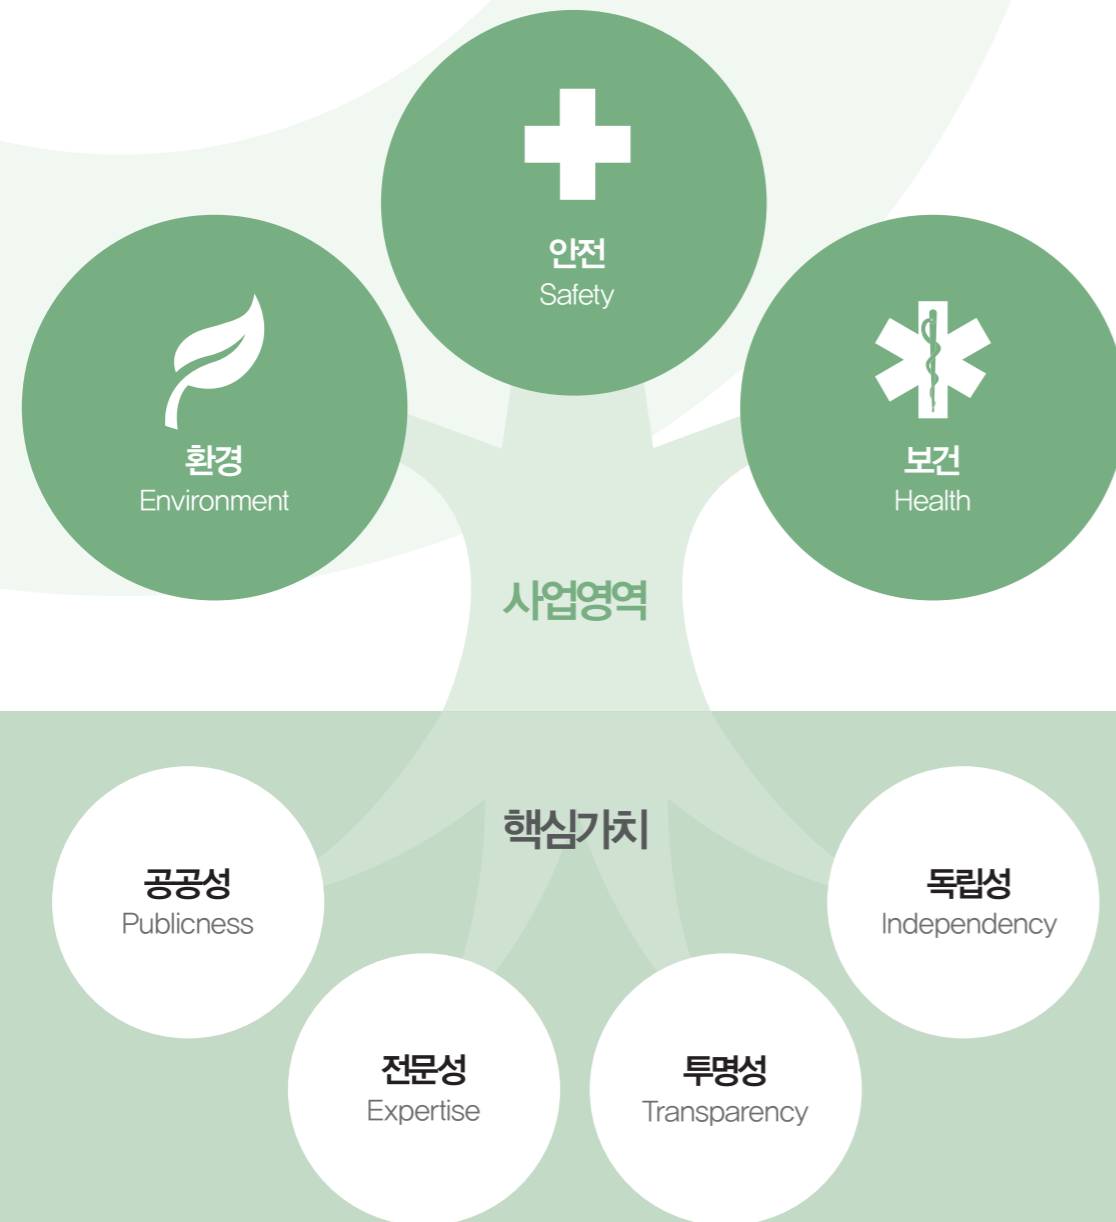 안전
Safety
환경
Environment
보건
Health
사업영역
핵심가치
공공성
Publicness
독립성
Independency
전문성
Expertise
투명성
Transparency